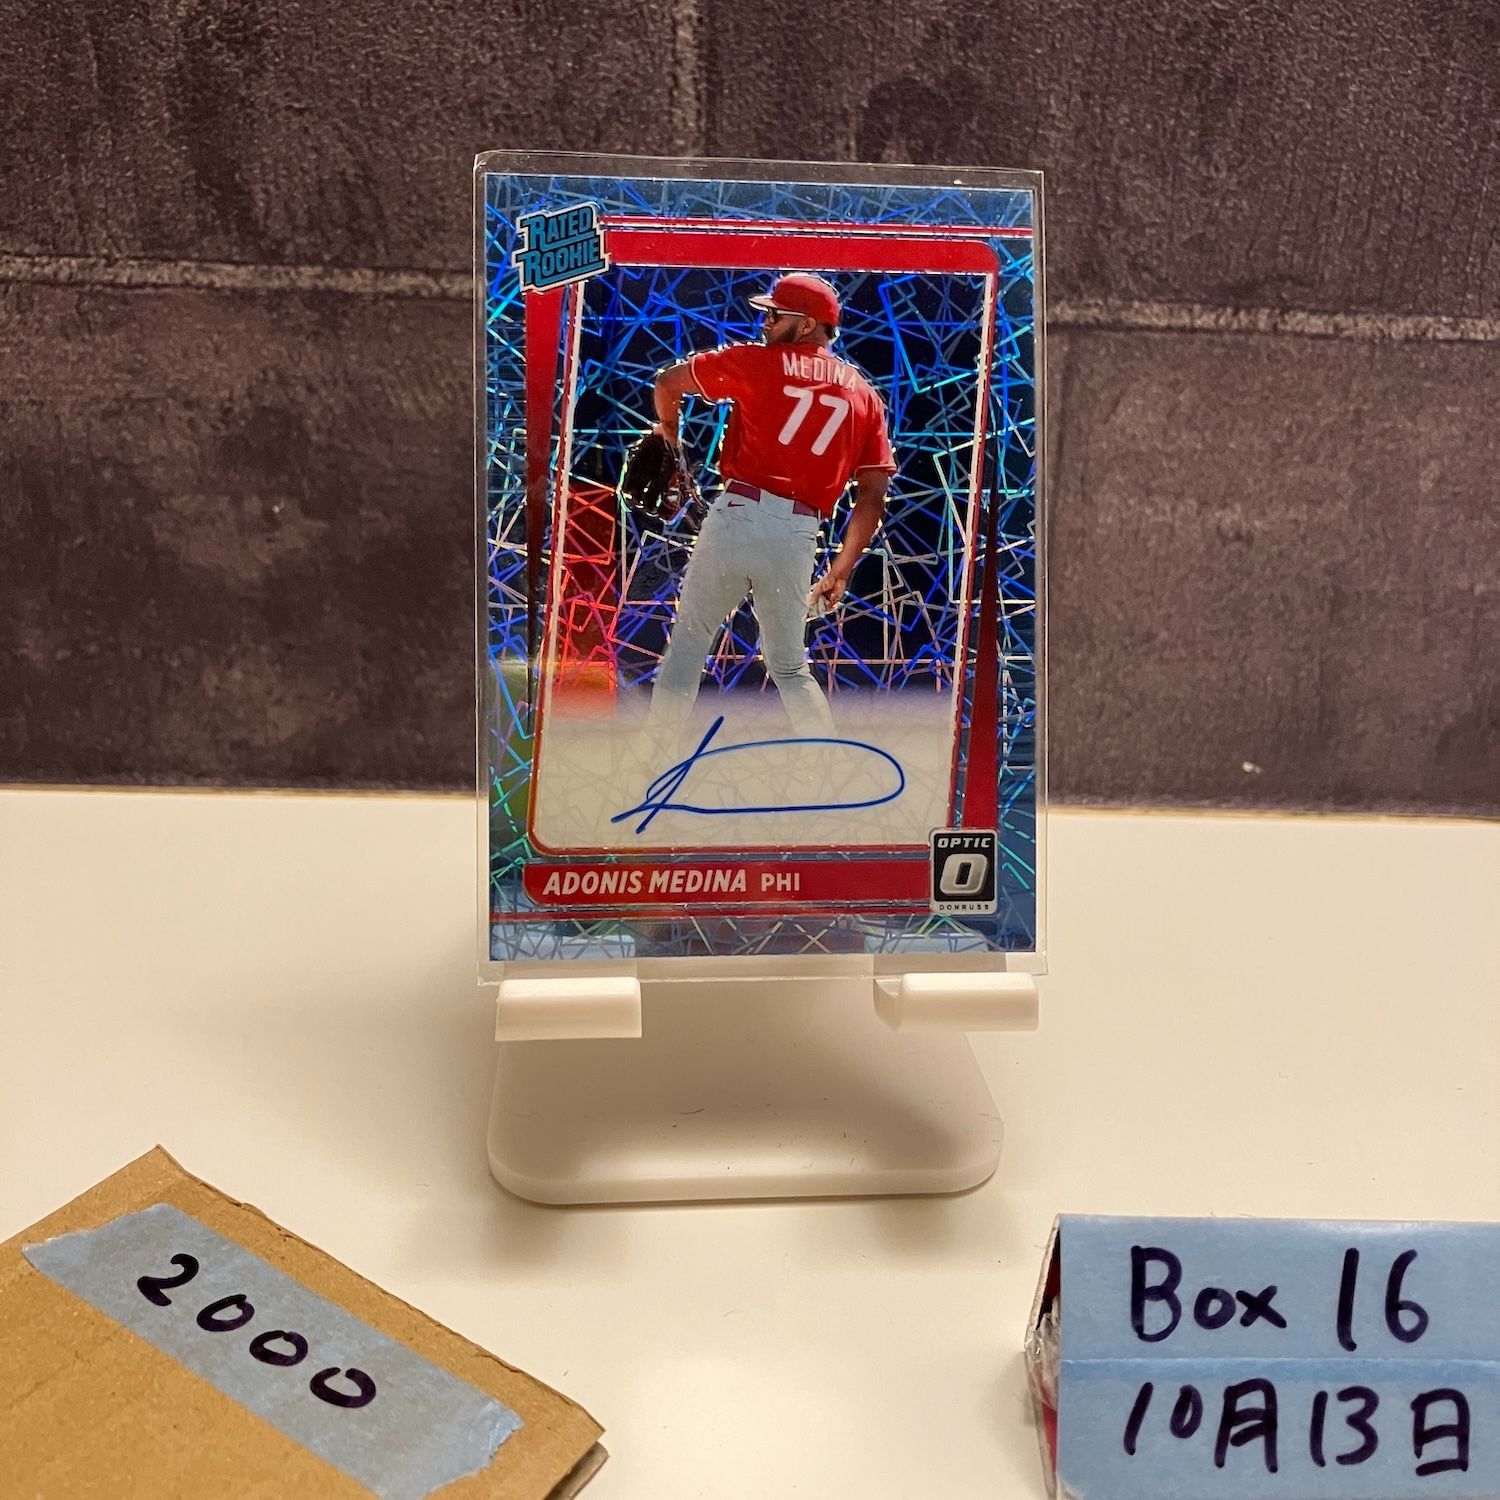 RATED
ROOKIE
MEDINA
77
ADONIS MEDINA PHI
OPTIC
O
DONRUSS
2000
Box 16
10月13日